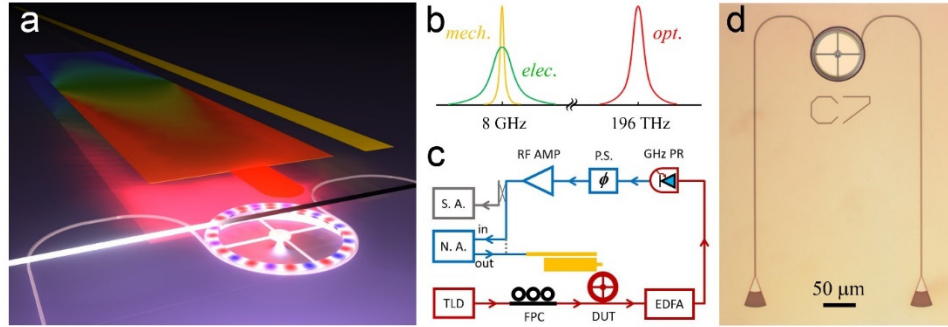 a
b
mech.
elec.
opt.
8 GHz
196 THz
c
RF AMP
P.S.
GHz PR
ϕ
S. A.
in
N. A.
out
TLD
FPC
DUT
EDFA
d
C7
50 μm